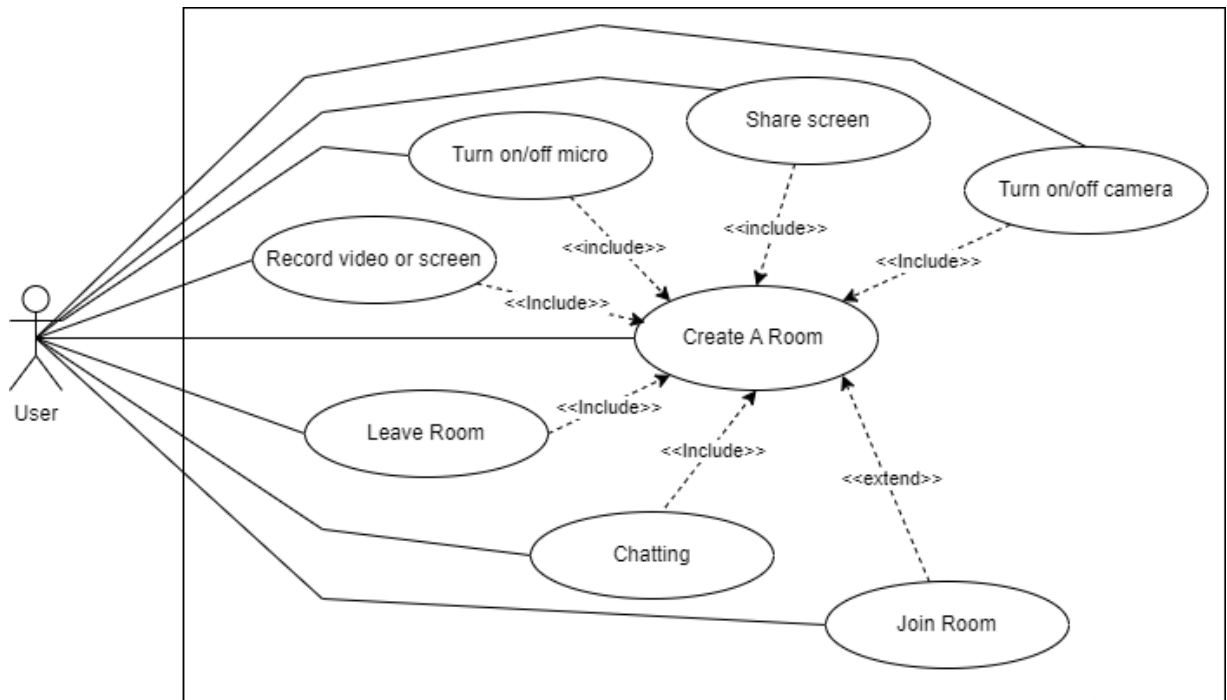 Share screen
Turn on/off micro
Turn on/off camera
<<include>>
<<include>>
Record video or screen
<<Include>>
<<Include>>
Create A Room
User
<<Include>>
Leave Room
<<Include>>
<<extend>>
Chatting
Join Room